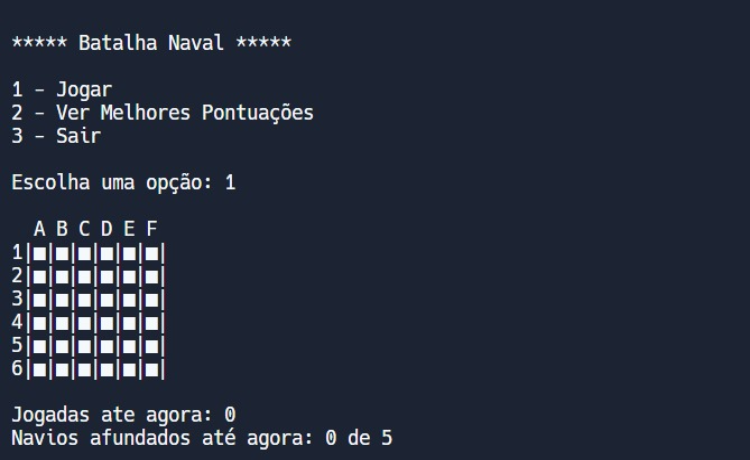 ***** Batalha Naval *****
1 - Jogar
2 - Ver Melhores Pontuações
3 - Sair
Escolha uma opção: 1
A B C D E F
1|■|■|■|■|■|■|
2|■|■|■|■|■|■|
3|■|■|■|■|■|■|
4|■|■|■|■|■|■|
5|■|■|■|■|■|■|
6|■|■|■|■|■|■|
Jogadas ate agora: 0
Navios afundados até agora: 0 de 5